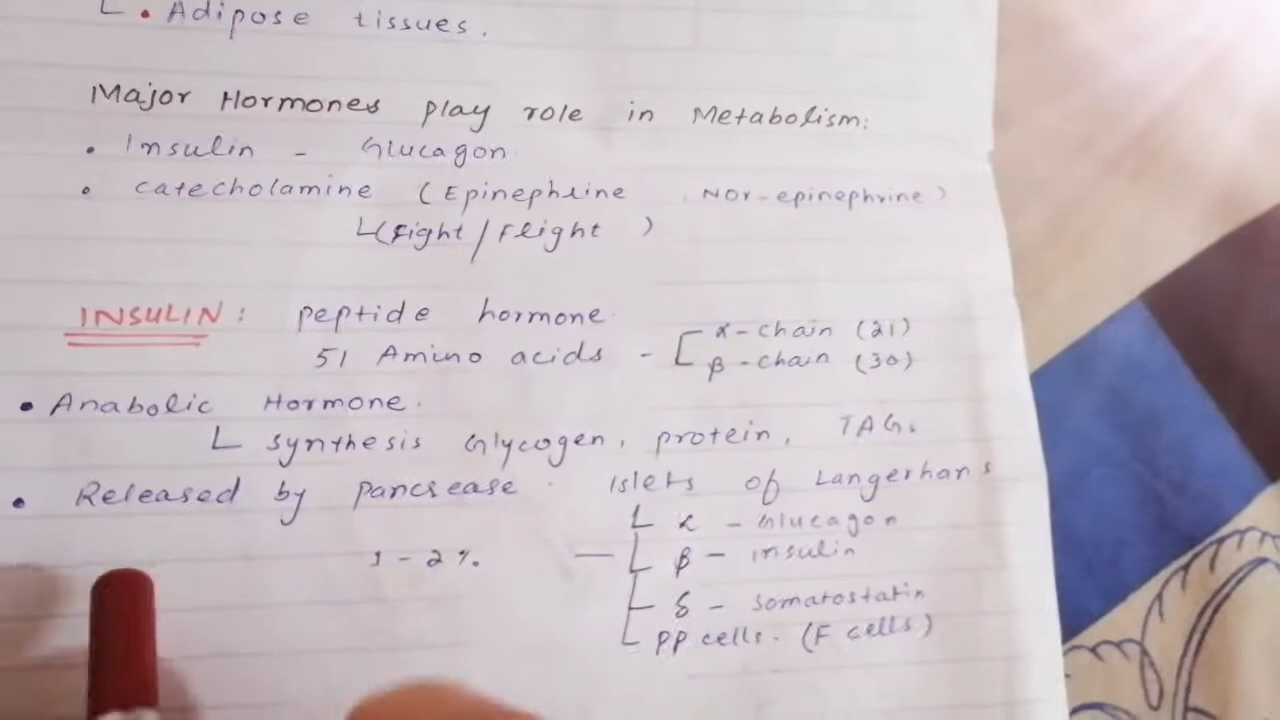 • Adipose tissues.
Major Hormones play role in Metabolism:
• Insulin - Glucagon
• catecholamine (Epinephrine Nor-epinephrine)
(Fight/Flight)
INSULIN: peptide hormone
51 Amino acids - α-chain (21)
β-chain (30)
• Anabolic Hormone.
synthesis Glycogen, protein, TAGs
• Released by pancrease. Islets of Langerhans
α - Glucagon
1-2%. — β - insulin
δ - somatostatin
PP cells. (F cells)